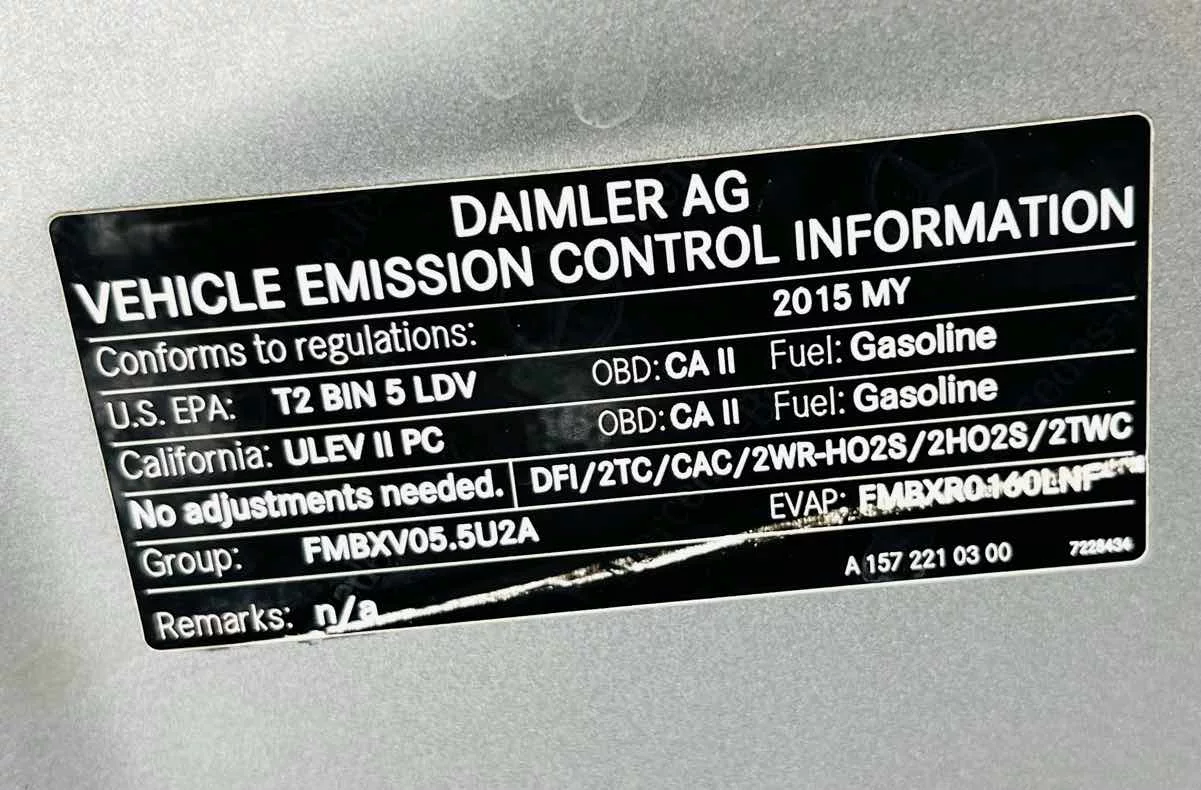 DAIMLER AG
VEHICLE EMISSION CONTROL INFORMATION
Conforms to regulations: 2015 MY
U.S. EPA: T2 BIN 5 LDV OBD: CA II Fuel: Gasoline
California: ULEV II PC OBD: CA II Fuel: Gasoline
No adjustments needed. DFI/2TC/CAC/2WR-HO2S/2HO2S/2TWC
Group: FMBXV05.5U2A EVAP: FMBXR0160LNF
Remarks: n/a A 157 221 03 00 7228434